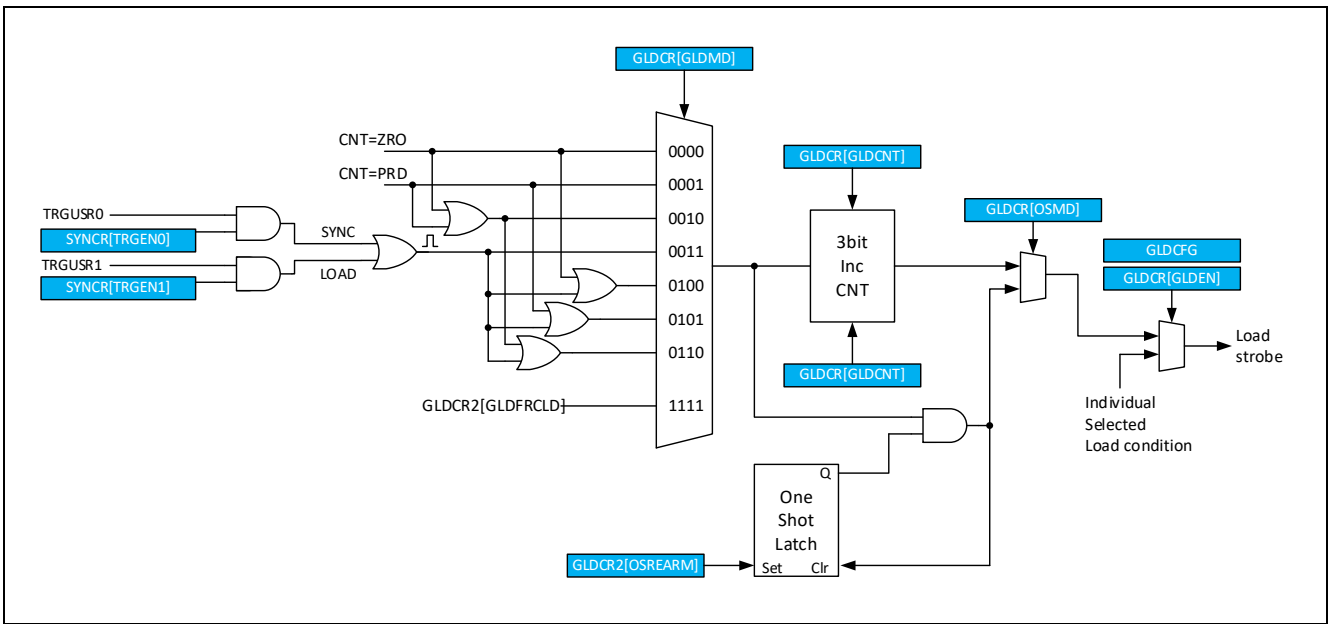 GLDCR[GLDMD]
CNT=ZRO
0000
GLDCR[GLDCNT]
CNT=PRD
0001
TRGUSR0
0010
GLDCR[OSMD]
SYNCR[TRGEN0]
SYNC
0011
3bit
Inc
CNT
GLDCFG
TRGUSR1
LOAD
GLDCR[GLDEN]
SYNCR[TRGEN1]
0100
0101
Load
strobe
0110
GLDCR[GLDCNT]
GLDCR2[GLDFRCLD]
1111
Individual
Selected
Load condition
Q
One
Shot
Latch
GLDCR2[OSREARM]
Set Clr